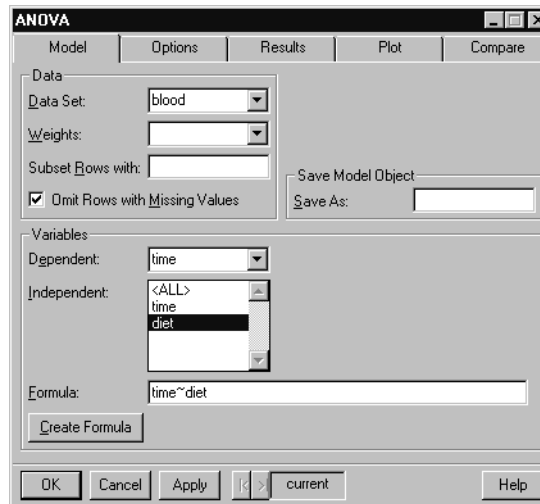 ANOVA
Model Options Results Plot Compare
Data
Data Set: blood
Weights:
Subset Rows with:
Omit Rows with Missing Values
Save Model Object
Save As:
Variables
Dependent: time
Independent: <ALL>
time
diet
Formula: time~diet
Create Formula
OK Cancel Apply current Help